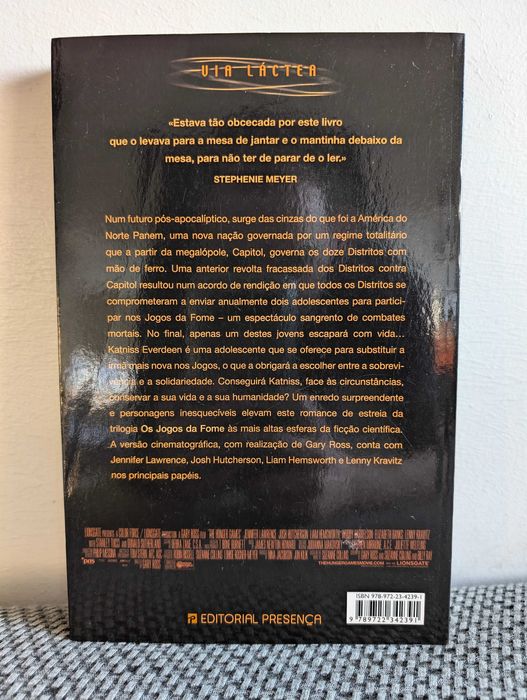 VIA LÁCTEA
«Estava tão obcecada por este livro
que o levava para a mesa de jantar e o mantinha debaixo da
mesa, para não ter de parar de o ler.»
STEPHENIE MEYER
Num futuro pós-apocalíptico, surge das cinzas do que foi a América do
Norte Panem, uma nova nação governada por um regime totalitário
que a partir da megalópole, Capitol, governa os doze Distritos com
mão de ferro. Uma anterior revolta fracassada dos Distritos contra
Capitol resultou num acordo de rendição em que todos os Distritos se
comprometeram a enviar anualmente dois adolescentes para partici-
par nos Jogos da Fome – um espectáculo sangrento de combates
mortais. No final, apenas um destes jovens escapará com vida...
Katniss Everdeen é uma adolescente que se oferece para substituir a
irmã mais nova nos Jogos, o que a obrigará a escolher entre a sobrevi-
vência e a solidariedade. Conseguirá Katniss, face às circunstâncias,
conservar a sua vida e a sua humanidade? Um enredo surpreendente
e personagens inesquecíveis elevam este romance de estreia da
trilogia Os Jogos da Fome às mais altas esferas da ficção científica.
A versão cinematográfica, com realização de Gary Ross, conta com
Jennifer Lawrence, Josh Hutcherson, Liam Hemsworth e Lenny Kravitz
nos principais papéis.
LIONSGATE
THEHUNGERGAMESMOVIE.COM
LIONSGATE
ISBN 978-972-23-4239-1
9 789722 342391
EDITORIAL PRESENÇA